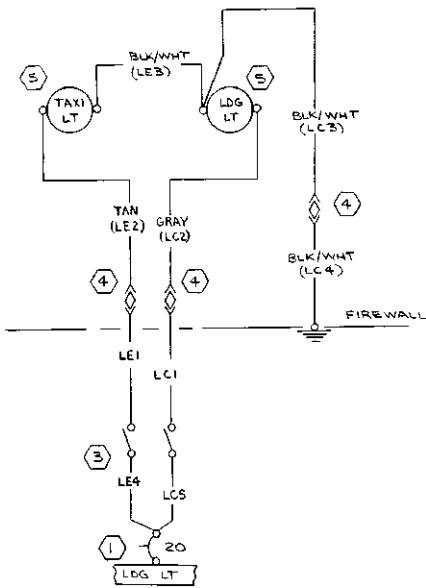 BLK/WHT
(LE3)
5
TAXI
LT
LDG
LT
5
BLK/WHT
(LC3)
4
TAN
(LE2)
GRAY
(LC2)
BLK/WHT
(LC4)
4
4
FIREWALL
LE1
LC1
3
LE4
LC5
1
20
LDG LT